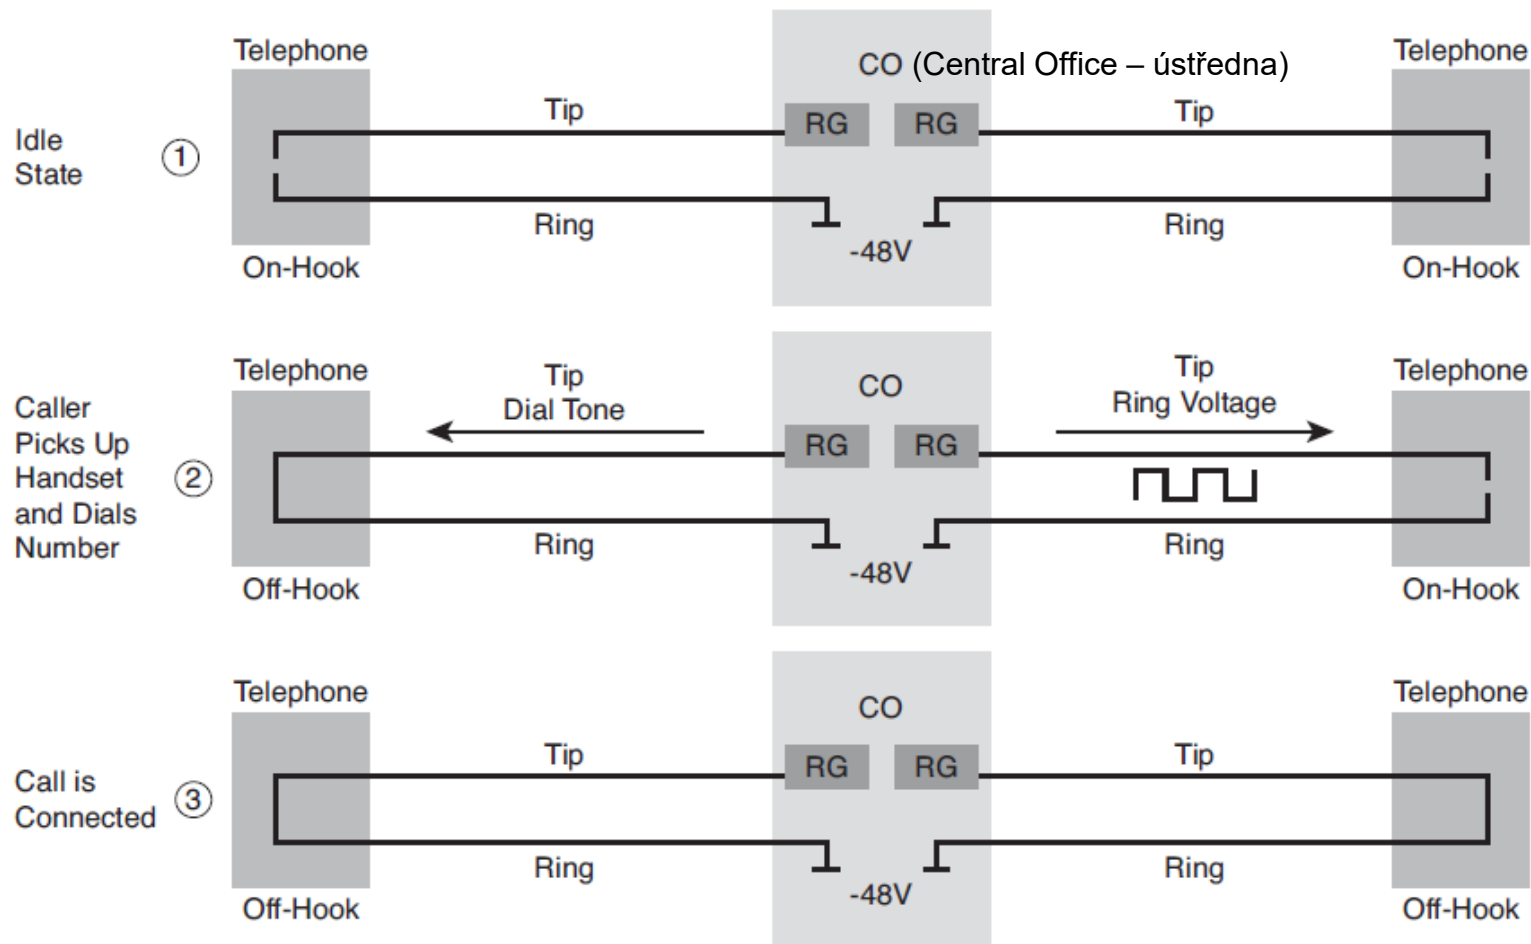 Telephone
CO (Central Office – ústředna)
Telephone
Tip
RG
RG
Tip
Idle
State
1
Ring
-48V
Ring
On-Hook
On-Hook
Telephone
Tip
Dial Tone
CO
Tip
Ring Voltage
Telephone
Caller
Picks Up
Handset
and Dials
Number
2
RG
RG
Ring
-48V
Ring
Off-Hook
On-Hook
Telephone
CO
Telephone
Tip
RG
RG
Tip
Call is
Connected
3
Ring
-48V
Ring
Off-Hook
Off-Hook